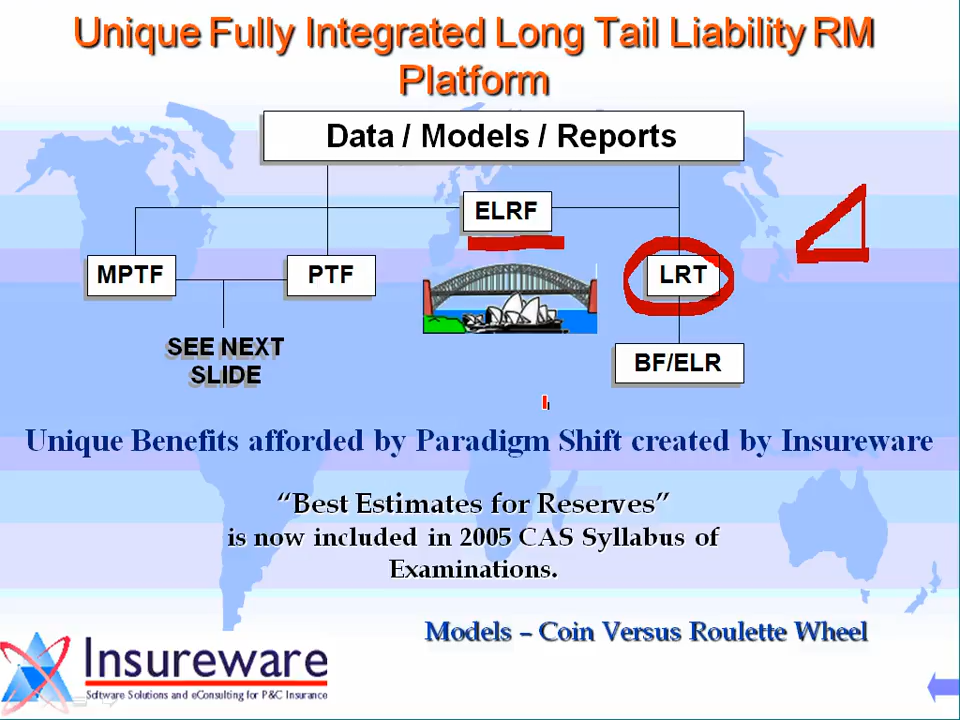 Unique Fully Integrated Long Tail Liability RM
Platform
Data / Models / Reports
ELRF
MPTF
PTF
LRT
SEE NEXT
SLIDE
BF/ELR
Unique Benefits afforded by Paradigm Shift created by Insureware
“Best Estimates for Reserves”
is now included in 2005 CAS Syllabus of
Examinations.
Models – Coin Versus Roulette Wheel
Insureware
Software Solutions and eConsulting for P&C Insurance